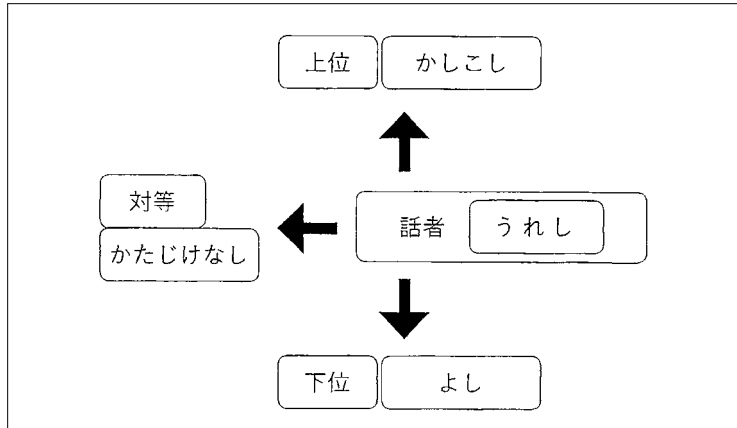 上位 かしこし
対等
話者 うれし
かたじけなし
下位 よし